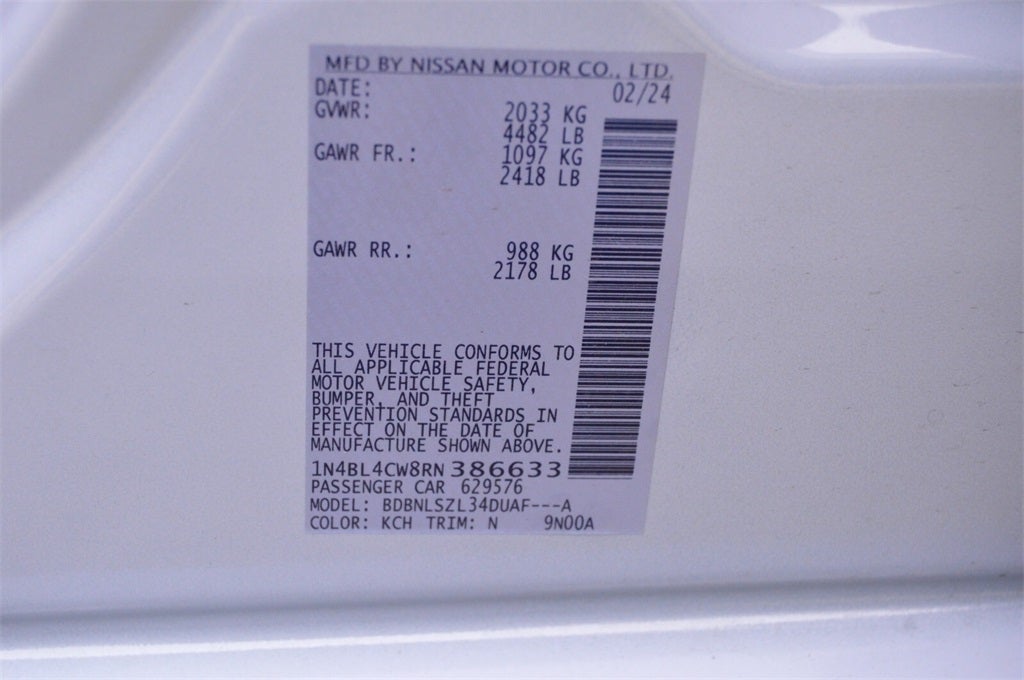 MFD BY NISSAN MOTOR CO., LTD.
DATE: 02/24
GVWR: 2033 KG
4482 LB
GAWR FR.: 1097 KG
2418 LB
GAWR RR.: 988 KG
2178 LB
THIS VEHICLE CONFORMS TO
ALL APPLICABLE FEDERAL
MOTOR VEHICLE SAFETY,
BUMPER, AND THEFT
PREVENTION STANDARDS IN
EFFECT ON THE DATE OF
MANUFACTURE SHOWN ABOVE.
1N4BL4CW8RN 386633
PASSENGER CAR 629576
MODEL: BDBNLSZL34DUAF---A
COLOR: KCH TRIM: N 9N00A